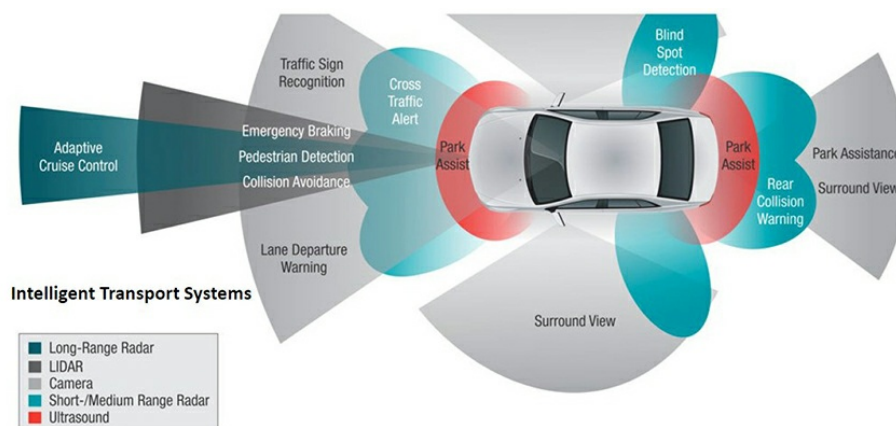 Traffic Sign
Recognition
Cross
Traffic
Alert
Blind
Spot
Detection
Adaptive
Cruise Control
Emergency Braking
Pedestrian Detection
Collision Avoidance
Park
Assist
Park
Assist
Park Assistance
Surround View
Rear
Collision
Warning
Lane Departure
Warning
Surround View
Intelligent Transport Systems
Long-Range Radar
LIDAR
Camera
Short-/Medium Range Radar
Ultrasound